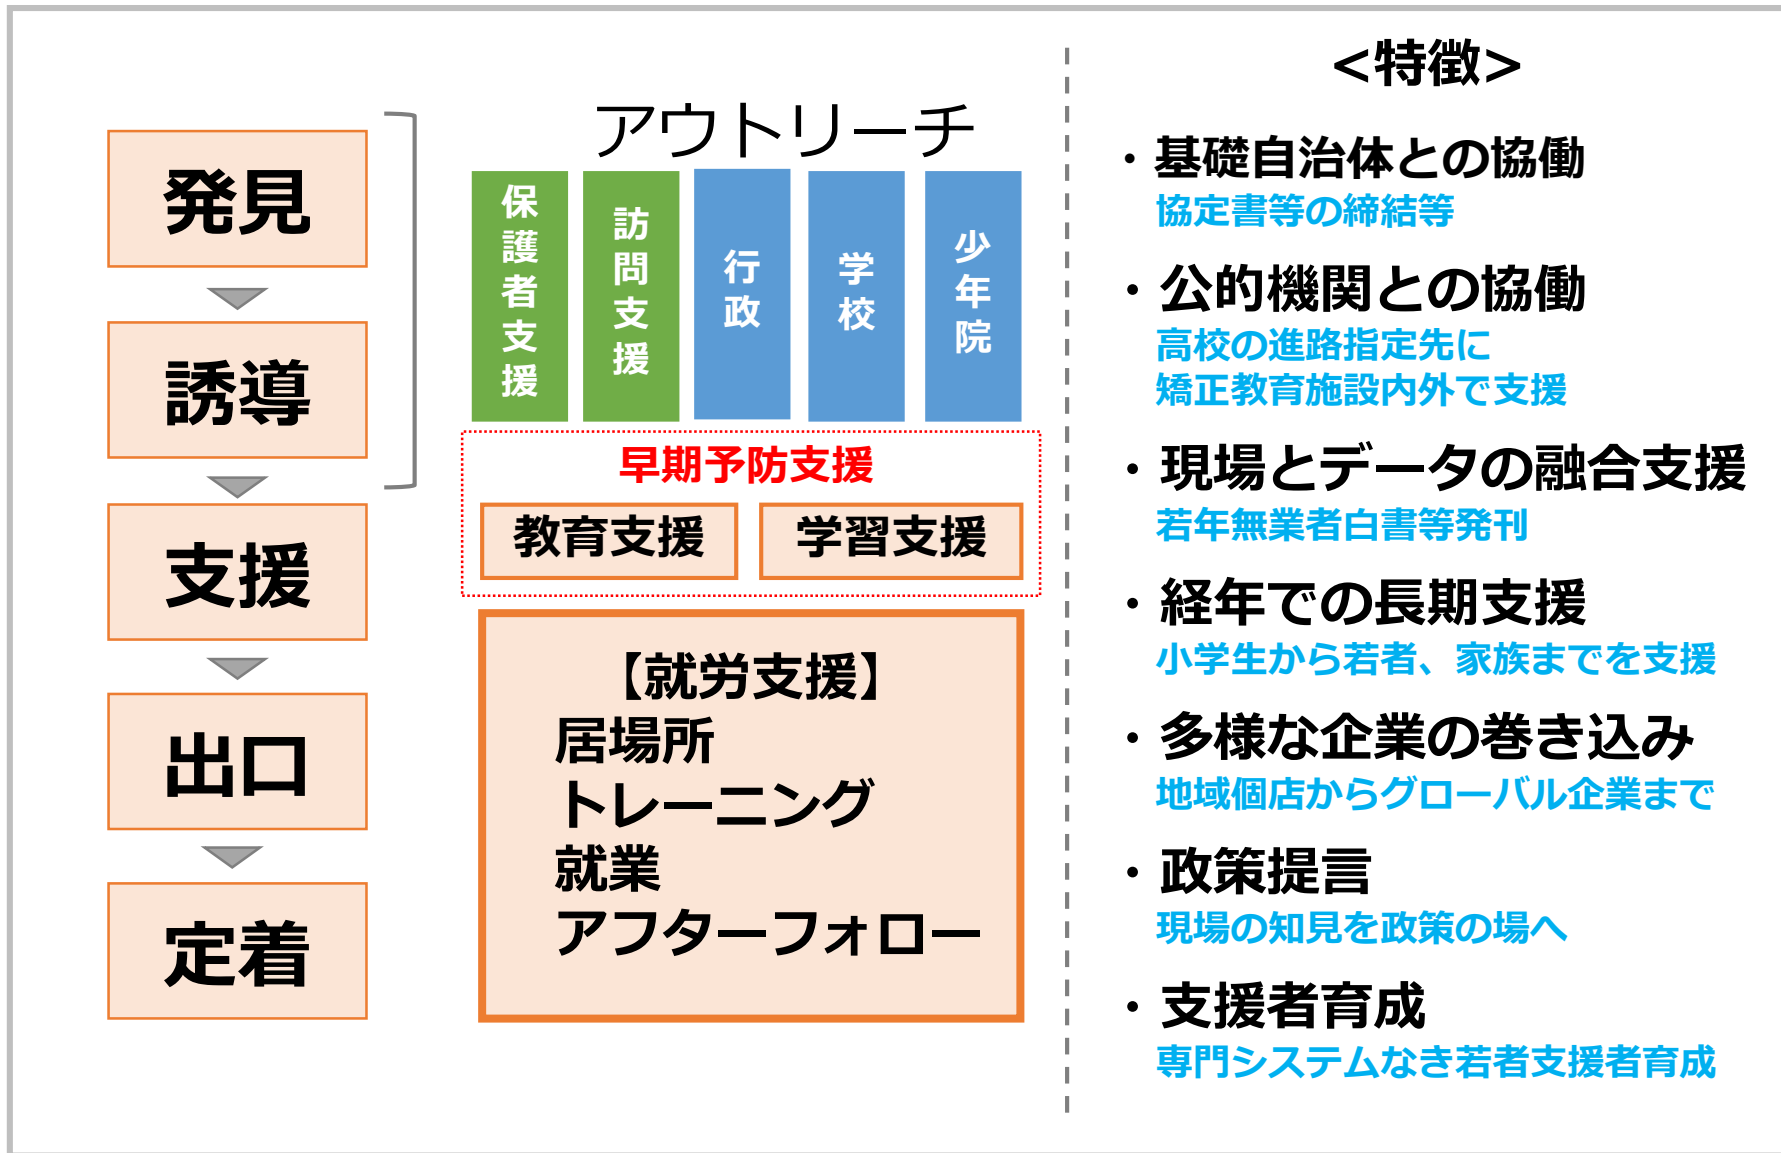 発見
誘導
支援
出口
定着
アウトリーチ
保護者支援
訪問支援
行政
学校
少年院
早期予防支援
教育支援
学習支援
【就労支援】
居場所
トレーニング
就業
アフターフォロー
<特徴>
・基礎自治体との協働
協定書等の締結等
・公的機関との協働
高校の進路指定先に
矯正教育施設内外で支援
・現場とデータの融合支援
若年無業者白書等発刊
・経年での長期支援
小学生から若者、家族までを支援
・多様な企業の巻き込み
地域個店からグローバル企業まで
・政策提言
現場の知見を政策の場へ
・支援者育成
専門システムなき若者支援者育成